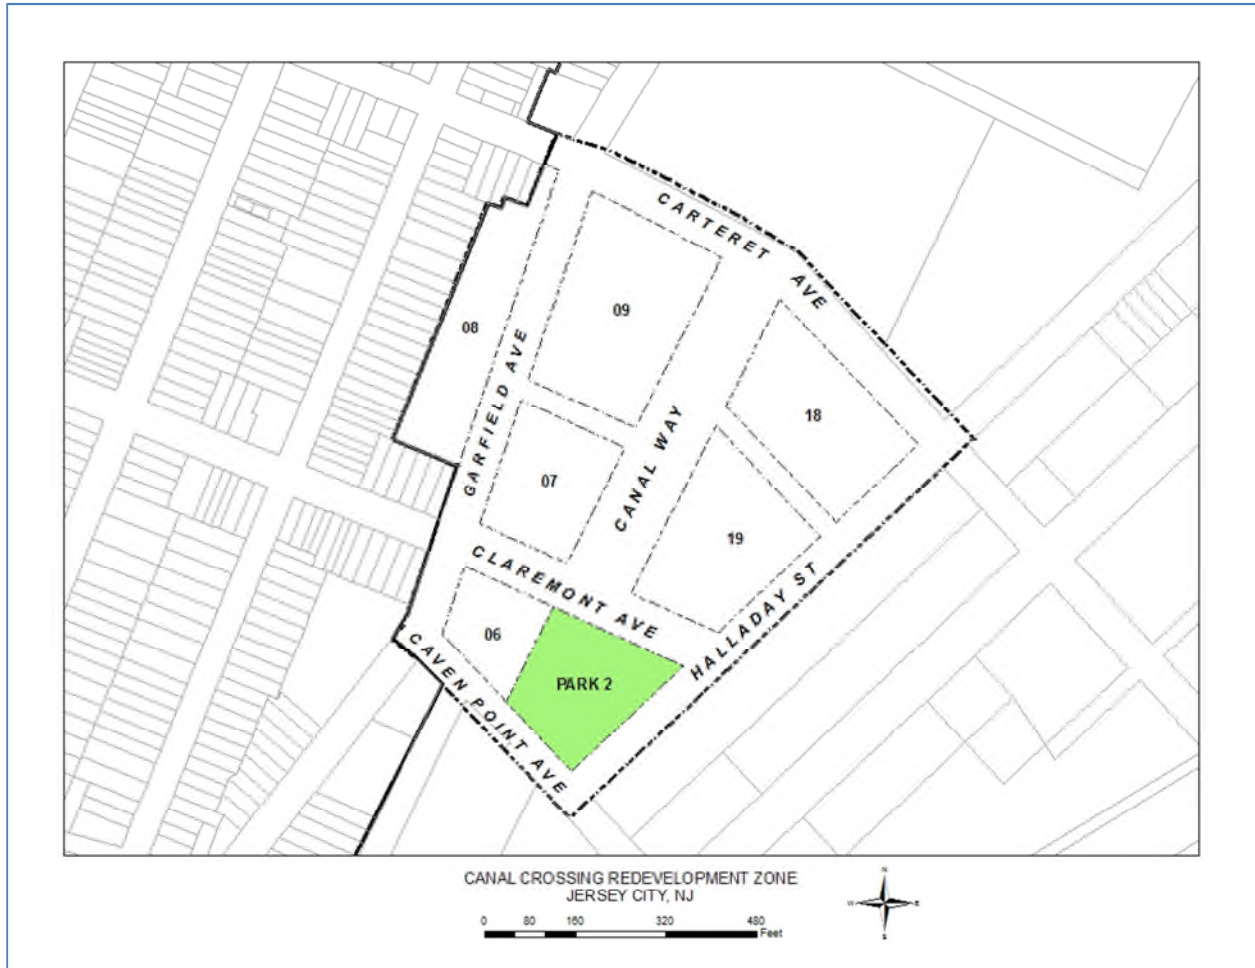 CARTERET AVE
09
08
GARFIELD AVE
18
CANAL WAY
07
19
CLAREMONT AVE
HALLADAY ST
06
CAVEN POINT AVE
PARK 2
CANAL CROSSING REDEVELOPMENT ZONE
JERSEY CITY, NJ
N
W E
S
0 80 160 320 480
Feet